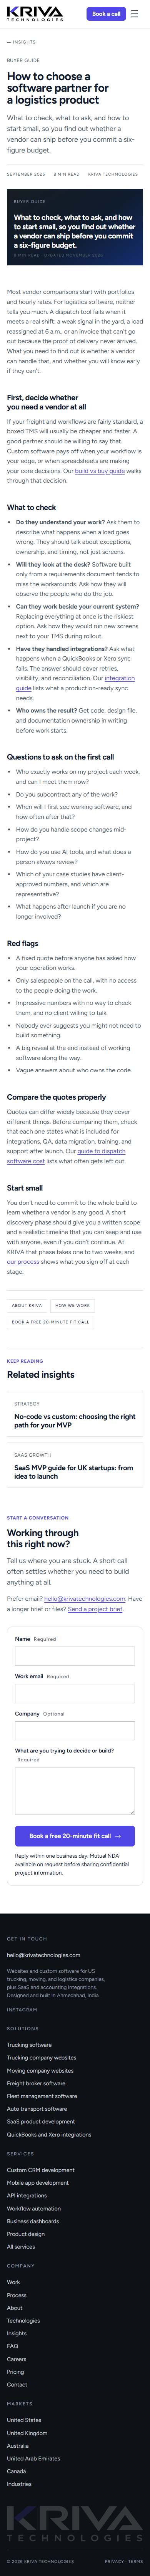 KRIVA
TECHNOLOGIES
Book a call
← INSIGHTS
BUYER GUIDE
How to choose a
software partner for
a logistics product
What to check, what to ask, and how to
start small, so you find out whether a
vendor can ship before you commit a six-
figure budget.
SEPTEMBER 2025 9 MIN READ KRIVA TECHNOLOGIES
BUYER GUIDE
What to check, what to ask, and how
to start small, so you find out whether
a vendor can ship before you commit
a six-figure budget.
9 MIN READ · UPDATED NOVEMBER 2025
Most vendor comparisons start with portfolios
and hourly rates. For logistics software, neither
tells you much. A dispatch tool fails when it
meets a real shift: a weak signal in the yard, a load
reassigned at 6 a.m., or an invoice that can't go
out because the proof of delivery never arrived.
What you need to find out is whether a vendor
can handle that, and whether you will know early
if they can't.
First, decide whether
you need a vendor at all
If your freight workflows are fairly standard, a
boxed TMS will usually be cheaper and faster. A
good partner should be willing to say that.
Custom software pays off when your workflows
are your edge, or when spreadsheets are making
your core decisions. Our build vs buy guide walks
through that decision.
What to check
• Do they understand your work? Ask them to
describe what happens when a load goes
wrong. They should talk about exceptions,
ownership, and timing, not just screens.
• Will they look at the desk? Software built
only from a requirements document tends to
miss the workarounds. Ask how they will
observe the people who do the job.
• Can they work beside your current system?
Replacing everything at once is the riskiest
option. Ask how they would run new screens
next to your TMS during rollout.
• Have they handled integrations? Ask what
happens when a QuickBooks or Xero sync
fails. The answer should cover retries,
visibility, and reconciliation. Our integration
guide lists what a production-ready sync
needs.
• Who owns the result? Get code, design file,
and documentation ownership in writing
before work starts.
Questions to ask on the first call
• Who exactly works on my project each week,
and can I meet them now?
• Do you subcontract any of the work?
• When will I first see working software, and
how often after that?
• How do you handle scope changes mid-
project?
• How do you use AI tools, and what does a
person always review?
• Which of your case studies have client-
approved numbers, and which are
representative?
• What happens after launch if you are no
longer involved?
Red flags
• A fixed quote before anyone has asked how
your operation works.
• Only salespeople on the call, with no access
to the people doing the work.
• Impressive numbers with no way to check
them, and no client willing to talk.
• Nobody ever suggests you might not need to
build something.
• A big reveal at the end instead of working
software along the way.
• Vague answers about who owns the code.
Compare the quotes properly
Quotes can differ widely because they cover
different things. Before comparing them, check
that each one states what is included for
integrations, QA, data migration, training, and
support after launch. Our guide to dispatch
software cost lists what often gets left out.
Start small
You don't need to commit to the whole build to
learn whether a vendor is any good. A short
discovery phase should give you a written scope
and a realistic timeline that you can keep and use
with anyone, or turn into a decision not to build.
At KRIVA that phase takes one to two weeks, and
our process shows what you sign off at each
stage.
ABOUT KRIVA HOW WE WORK
BOOK A FREE 20-MINUTE FIT CALL
KEEP READING
Related insights
STRATEGY
No-code vs custom: choosing the right
path for your MVP
SAAS GROWTH
SaaS MVP guide for UK startups: from
idea to launch
START A CONVERSATION
Working through
this right now?
Tell us where you are stuck. A short call
often settles whether you need to build
anything at all.
Prefer email? hello@krivatechnologies.com. Have
a longer brief or files? Send a project brief.
Name Required
Work email Required
Company Optional
What are you trying to decide or build?
Required
Book a free 20-minute fit call →
Reply within one business day. Mutual NDA
available on request before sharing confidential
project information.
GET IN TOUCH
hello@krivatechnologies.com
Websites and custom software for US
trucking, moving, and logistics companies,
plus SaaS and accounting integrations.
Designed and built in Ahmedabad, India.
INSTAGRAM
SOLUTIONS
Trucking software
Trucking company websites
Moving company websites
Freight broker software
Fleet management software
Auto transport software
SaaS product development
QuickBooks and Xero integrations
SERVICES
Custom CRM development
Mobile app development
API integrations
Workflow automation
Business dashboards
Product design
All services
COMPANY
Work
Process
About
Technologies
Insights
FAQ
Careers
Pricing
Contact
MARKETS
United States
United Kingdom
Australia
United Arab Emirates
Canada
Industries
KRIVA
TECHNOLOGIES
© 2026 KRIVA TECHNOLOGIES PRIVACY TERMS